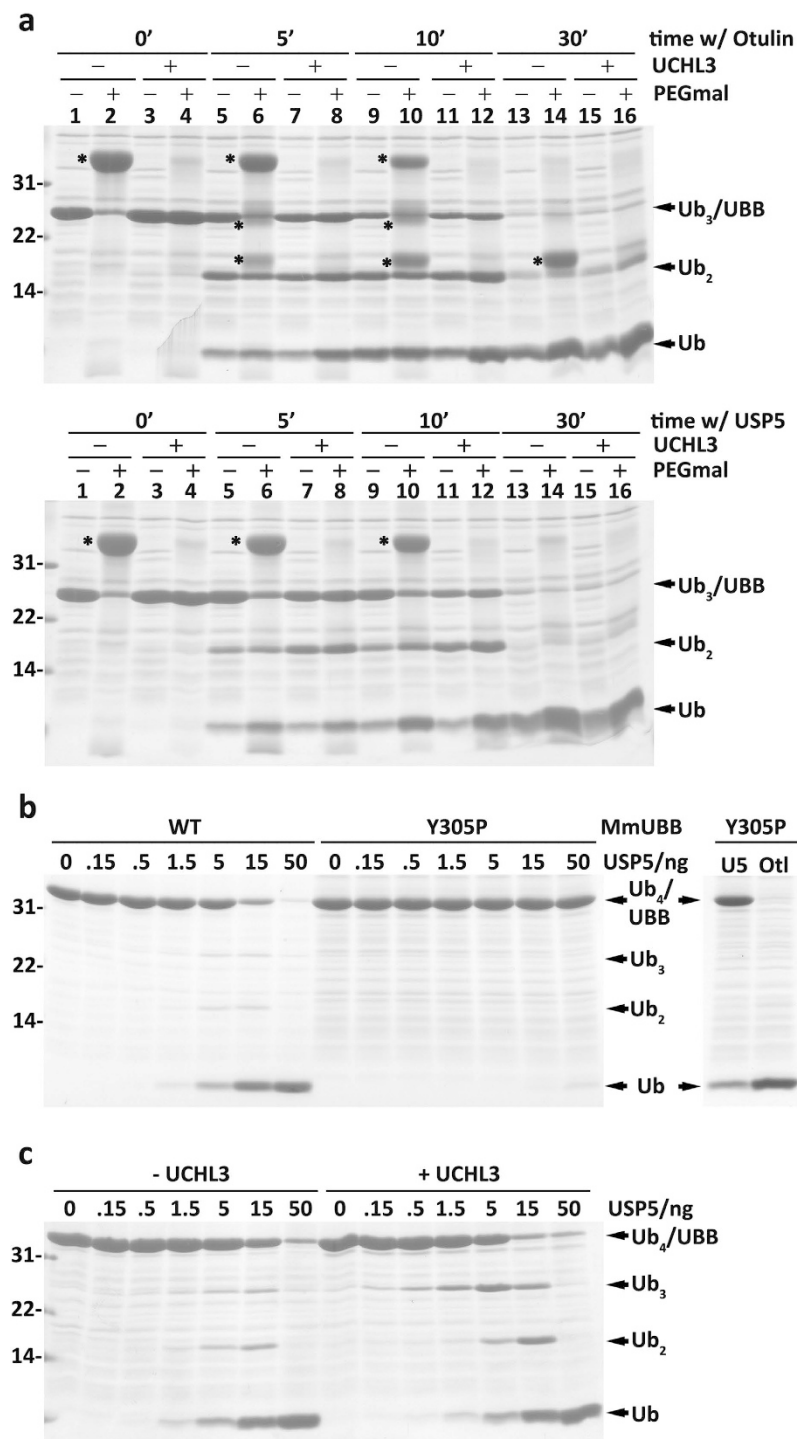 a
0' 5' 10' 30' time w/ Otulin
− + − + − + − + UCHL3
− + − + − + − + − + − + − + − + PEGmal
1 2 3 4 5 6 7 8 9 10 11 12 13 14 15 16
* * *
31-
Ub3/UBB
* *
22-
* * *
Ub2
14-
Ub
0' 5' 10' 30' time w/ USP5
− + − + − + − + UCHL3
− + − + − + − + − + − + − + − + PEGmal
1 2 3 4 5 6 7 8 9 10 11 12 13 14 15 16
* * *
31-
Ub3/UBB
22-
Ub2
14-
Ub
b
WT Y305P MmUBB Y305P
0 .15 .5 1.5 5 15 50 0 .15 .5 1.5 5 15 50 USP5/ng U5 Otl
31- Ub4/
UBB
22- Ub3
14- Ub2
Ub
c
- UCHL3 + UCHL3
0 .15 .5 1.5 5 15 50 0 .15 .5 1.5 5 15 50 USP5/ng
Ub4/UBB
31-
Ub3
22-
Ub2
14-
Ub